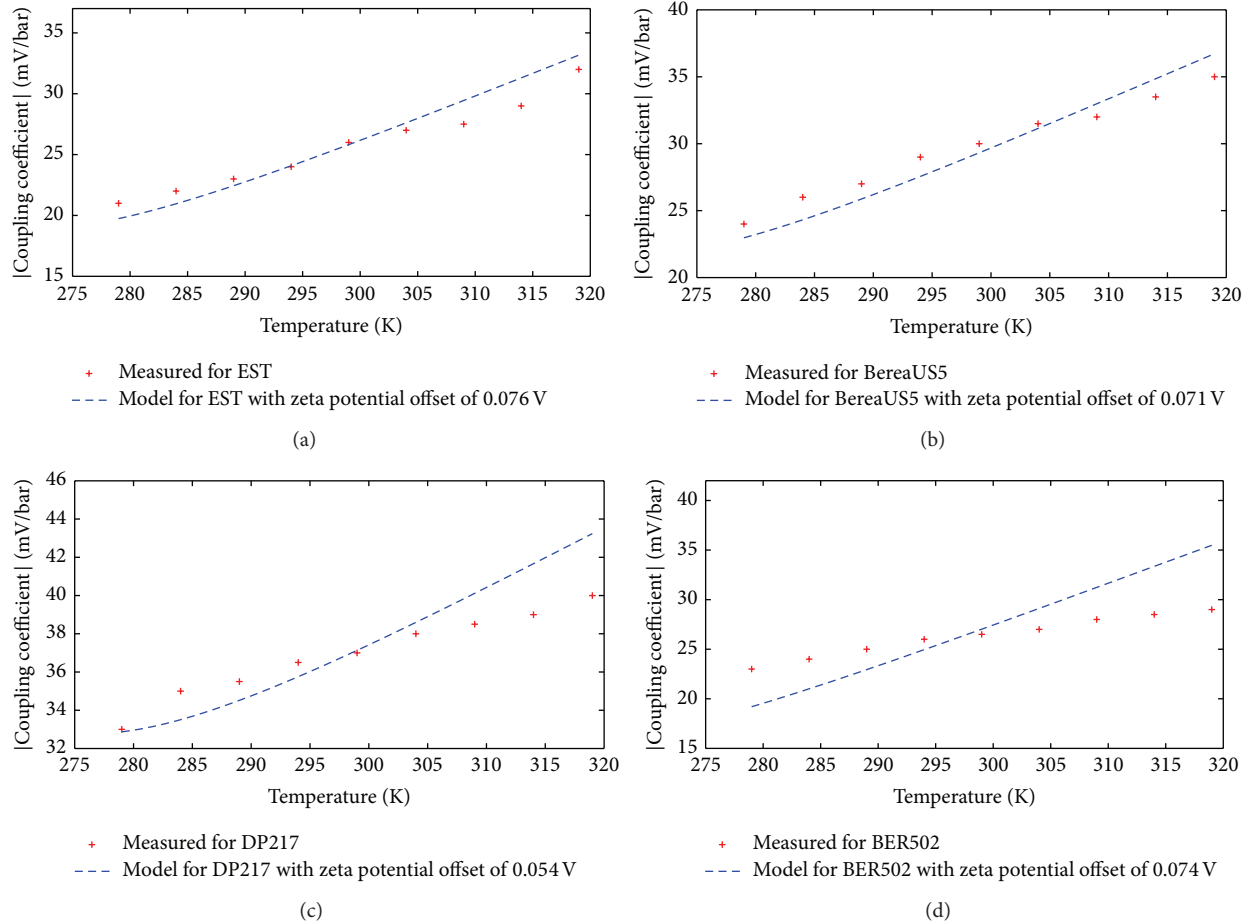 |Coupling coefficient| (mV/bar)
35
30
25
20
15
275 280 285 290 295 300 305 310 315 320
Temperature (K)
+ Measured for EST
Model for EST with zeta potential offset of 0.076 V
(a)
|Coupling coefficient| (mV/bar)
40
35
30
25
20
275 280 285 290 295 300 305 310 315 320
Temperature (K)
+ Measured for BereaUS5
Model for BereaUS5 with zeta potential offset of 0.071 V
(b)
|Coupling coefficient| (mV/bar)
46
44
42
40
38
36
34
32
275 280 285 290 295 300 305 310 315 320
Temperature (K)
+ Measured for DP217
Model for DP217 with zeta potential offset of 0.054 V
(c)
|Coupling coefficient| (mV/bar)
40
35
30
25
20
15
275 280 285 290 295 300 305 310 315 320
Temperature (K)
+ Measured for BER502
Model for BER502 with zeta potential offset of 0.074 V
(d)